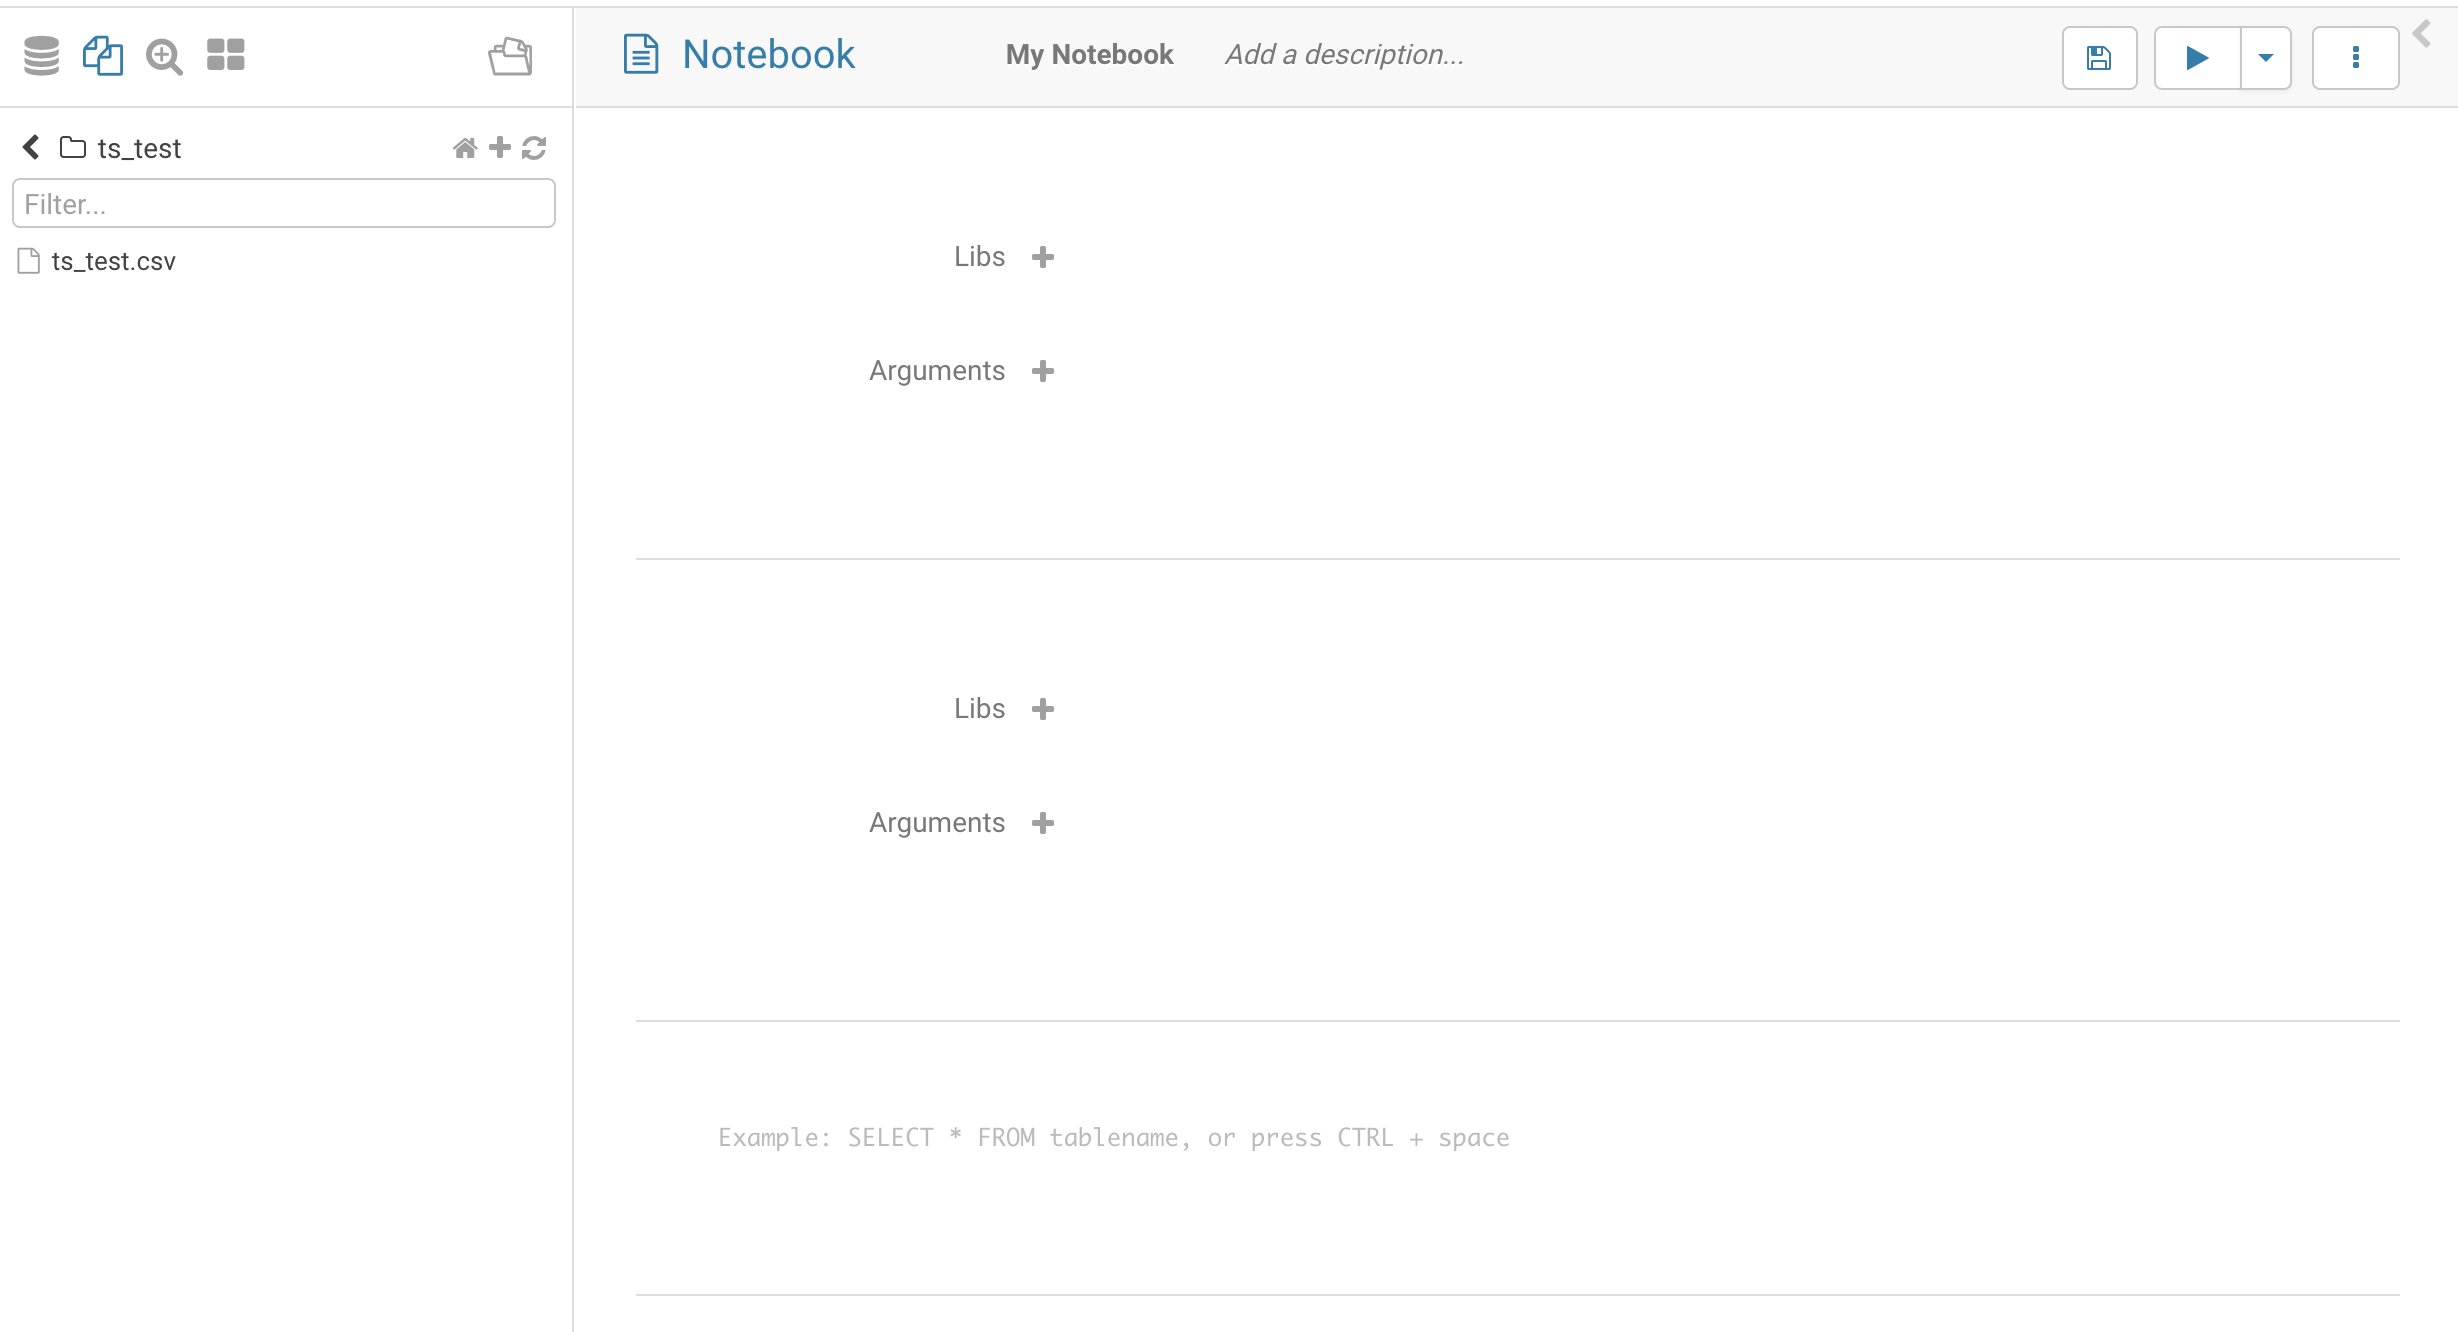 Notebook My Notebook Add a description...
ts_test
Filter...
ts_test.csv
Libs
Arguments
Libs
Arguments
Example: SELECT * FROM tablename, or press CTRL + space